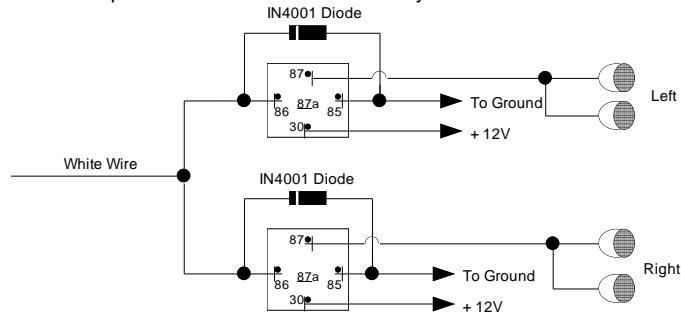 IN4001 Diode
87
86 87a 85
30
To Ground
+ 12V
Left
White Wire
IN4001 Diode
87
86 87a 85
30
To Ground
+ 12V
Right